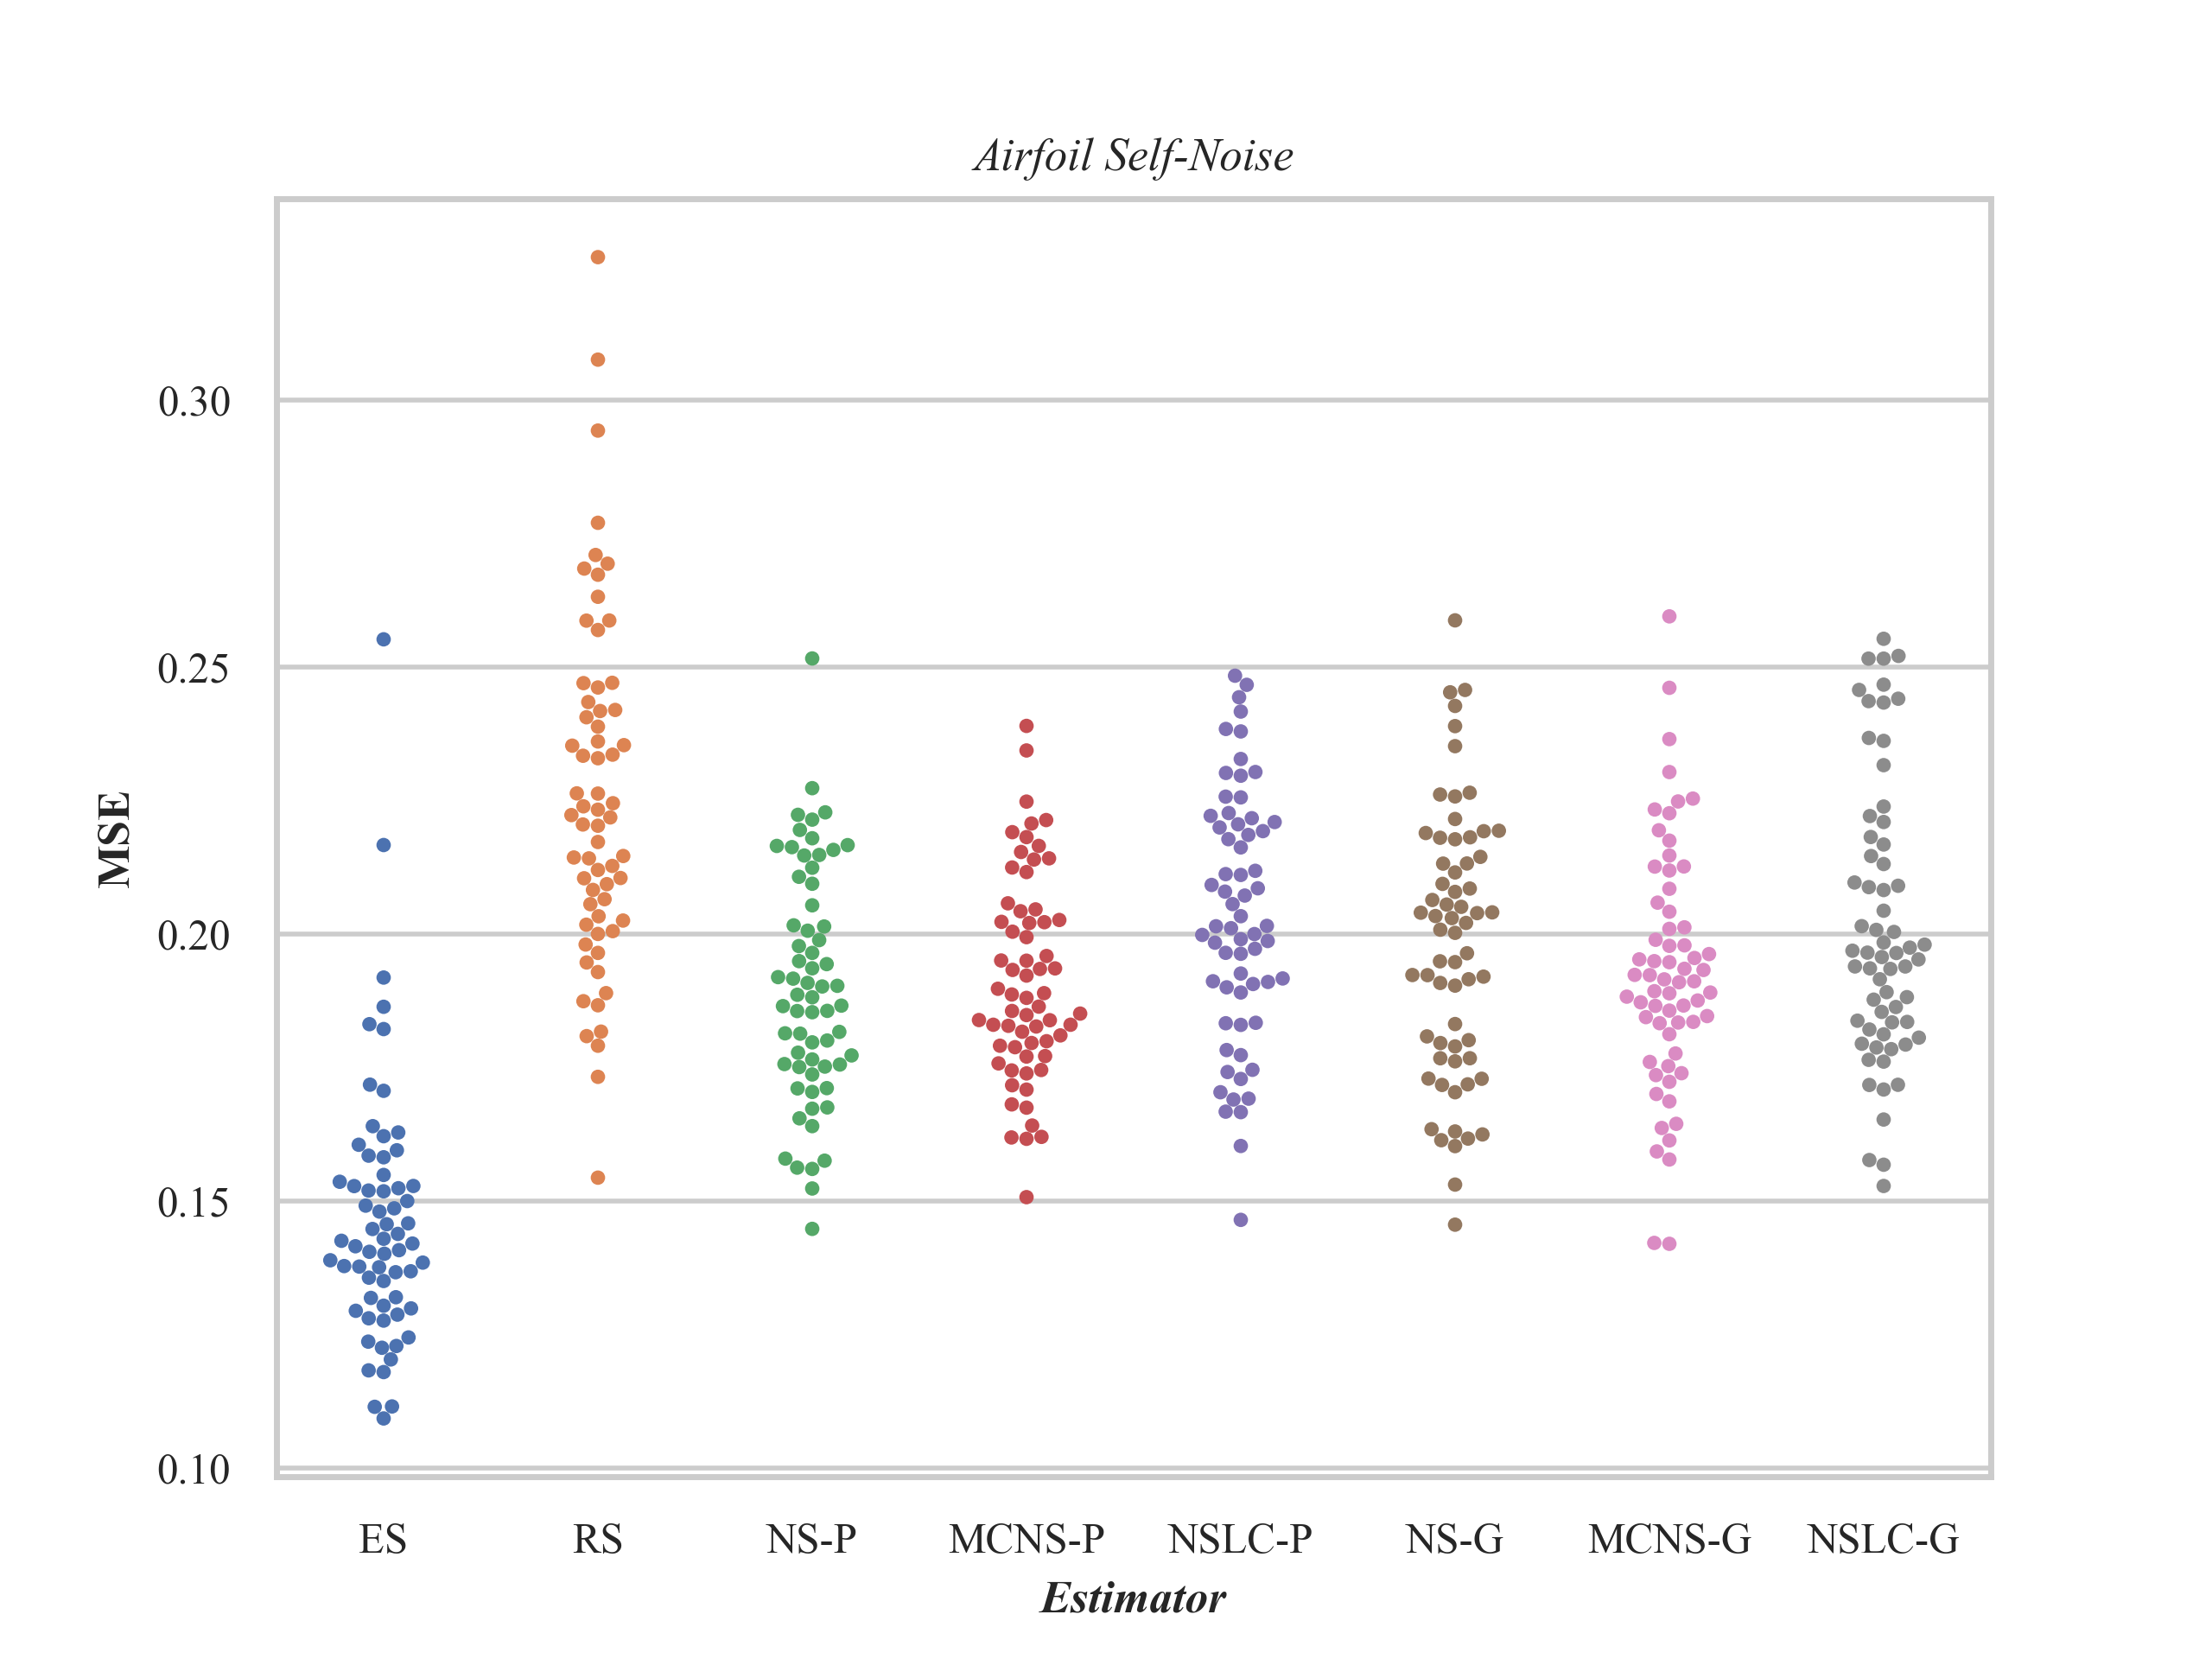 Airfoil Self-Noise
MSE
0.30
0.25
0.20
0.15
0.10
ES RS NS-P MCNS-P NSLC-P NS-G MCNS-G NSLC-G
Estimator